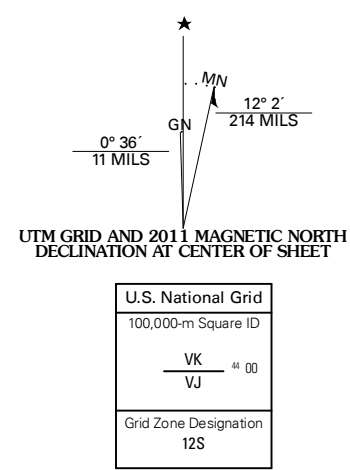 ★
MN
GN
12° 2´
214 MILS
0° 36´
11 MILS
UTM GRID AND 2011 MAGNETIC NORTH
DECLINATION AT CENTER OF SHEET
U.S. National Grid
100,000-m Square ID
VK
44 00
VJ
Grid Zone Designation
12S